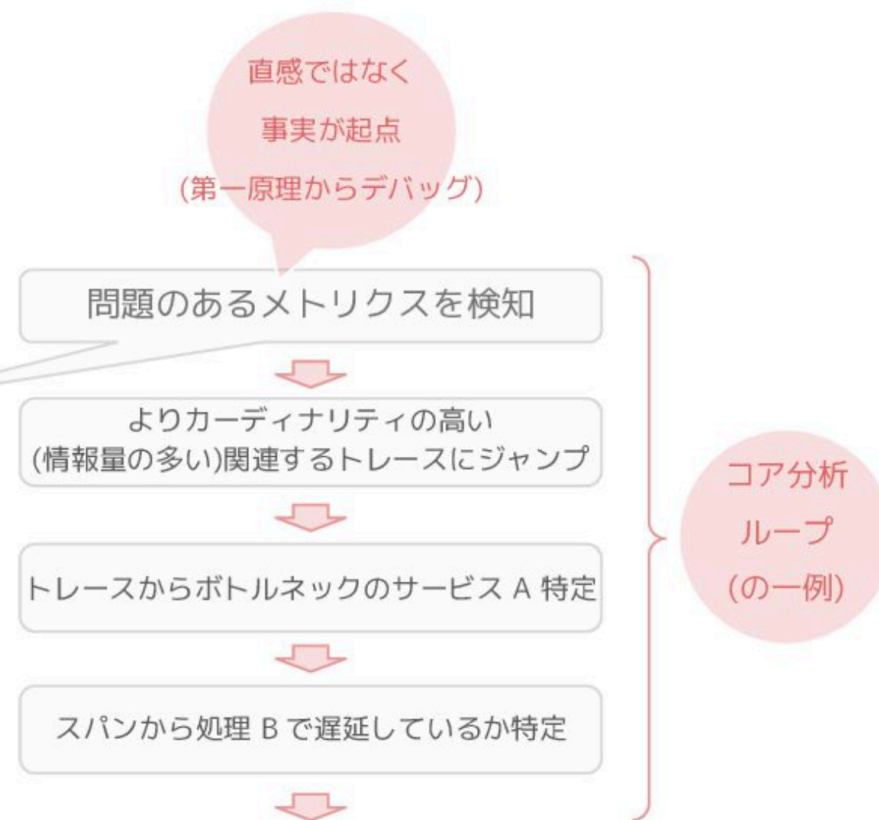 直感ではなく
事実が起点
(第一原理からデバッグ)
問題のあるメトリクスを検知
よりカーディナリティの高い
(情報量の多い)関連するトレースにジャンプ
トレースからボトルネックのサービス A 特定
スパンから処理 B で遅延しているか特定
コア分析
ループ
(の一例)